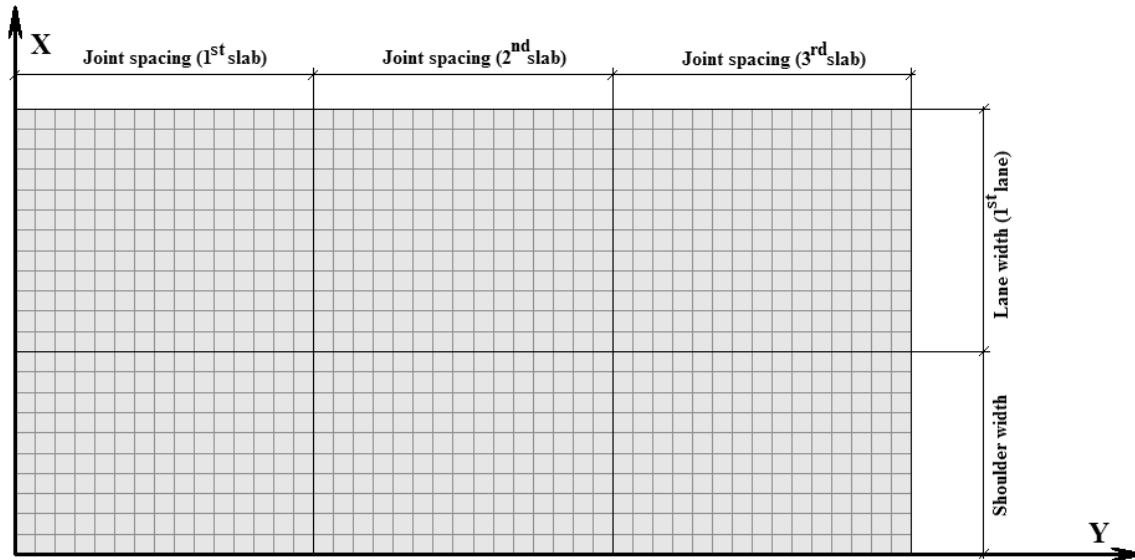 X
Joint spacing (1st slab)
Joint spacing (2nd slab)
Joint spacing (3rd slab)
Lane width (1st lane)
Shoulder width
Y